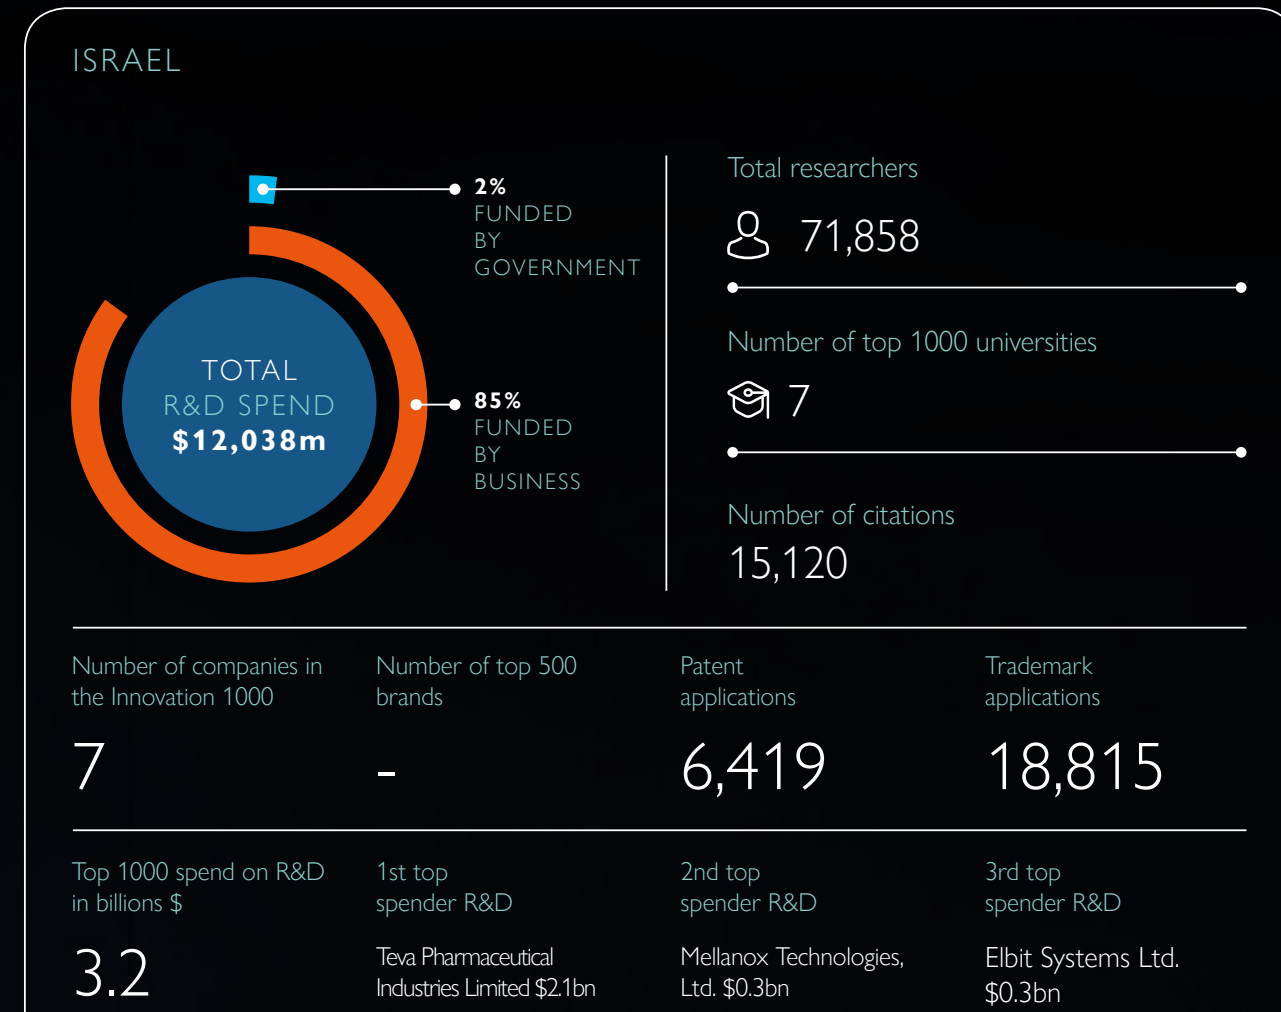 ISRAEL
2%
FUNDED
BY
GOVERNMENT
TOTAL
R&D SPEND
$12,038m
85%
FUNDED
BY
BUSINESS
Total researchers
71,858
Number of top 1000 universities
7
Number of citations
15,120
Number of companies in
the Innovation 1000
7
Number of top 500
brands
-
Patent
applications
6,419
Trademark
applications
18,815
Top 1000 spend on R&D
in billions $
3.2
1st top
spender R&D
Teva Pharmaceutical
Industries Limited $2.1bn
2nd top
spender R&D
Mellanox Technologies,
Ltd. $0.3bn
3rd top
spender R&D
Elbit Systems Ltd.
$0.3bn